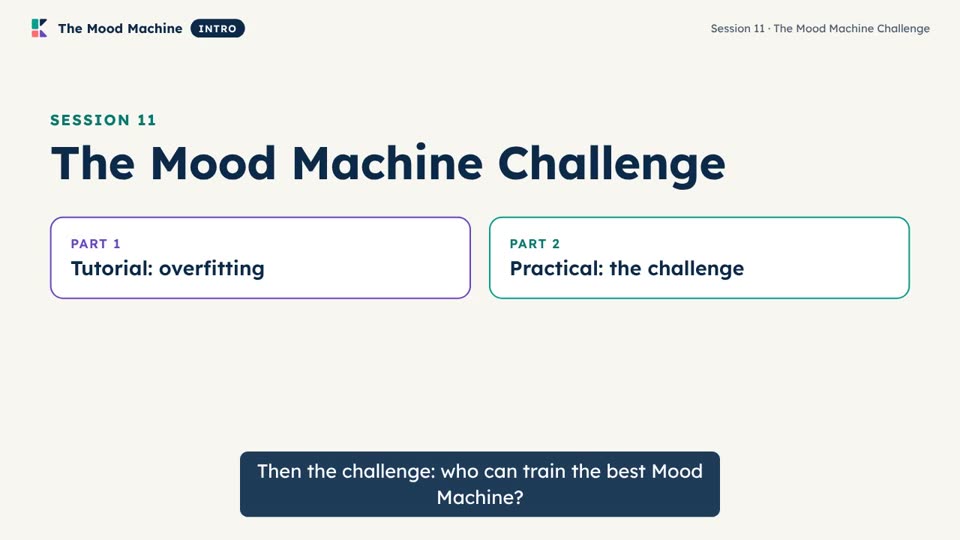 The Mood Machine INTRO
Session 11 · The Mood Machine Challenge
SESSION 11
The Mood Machine Challenge
PART 1
Tutorial: overfitting
PART 2
Practical: the challenge
Then the challenge: who can train the best Mood
Machine?